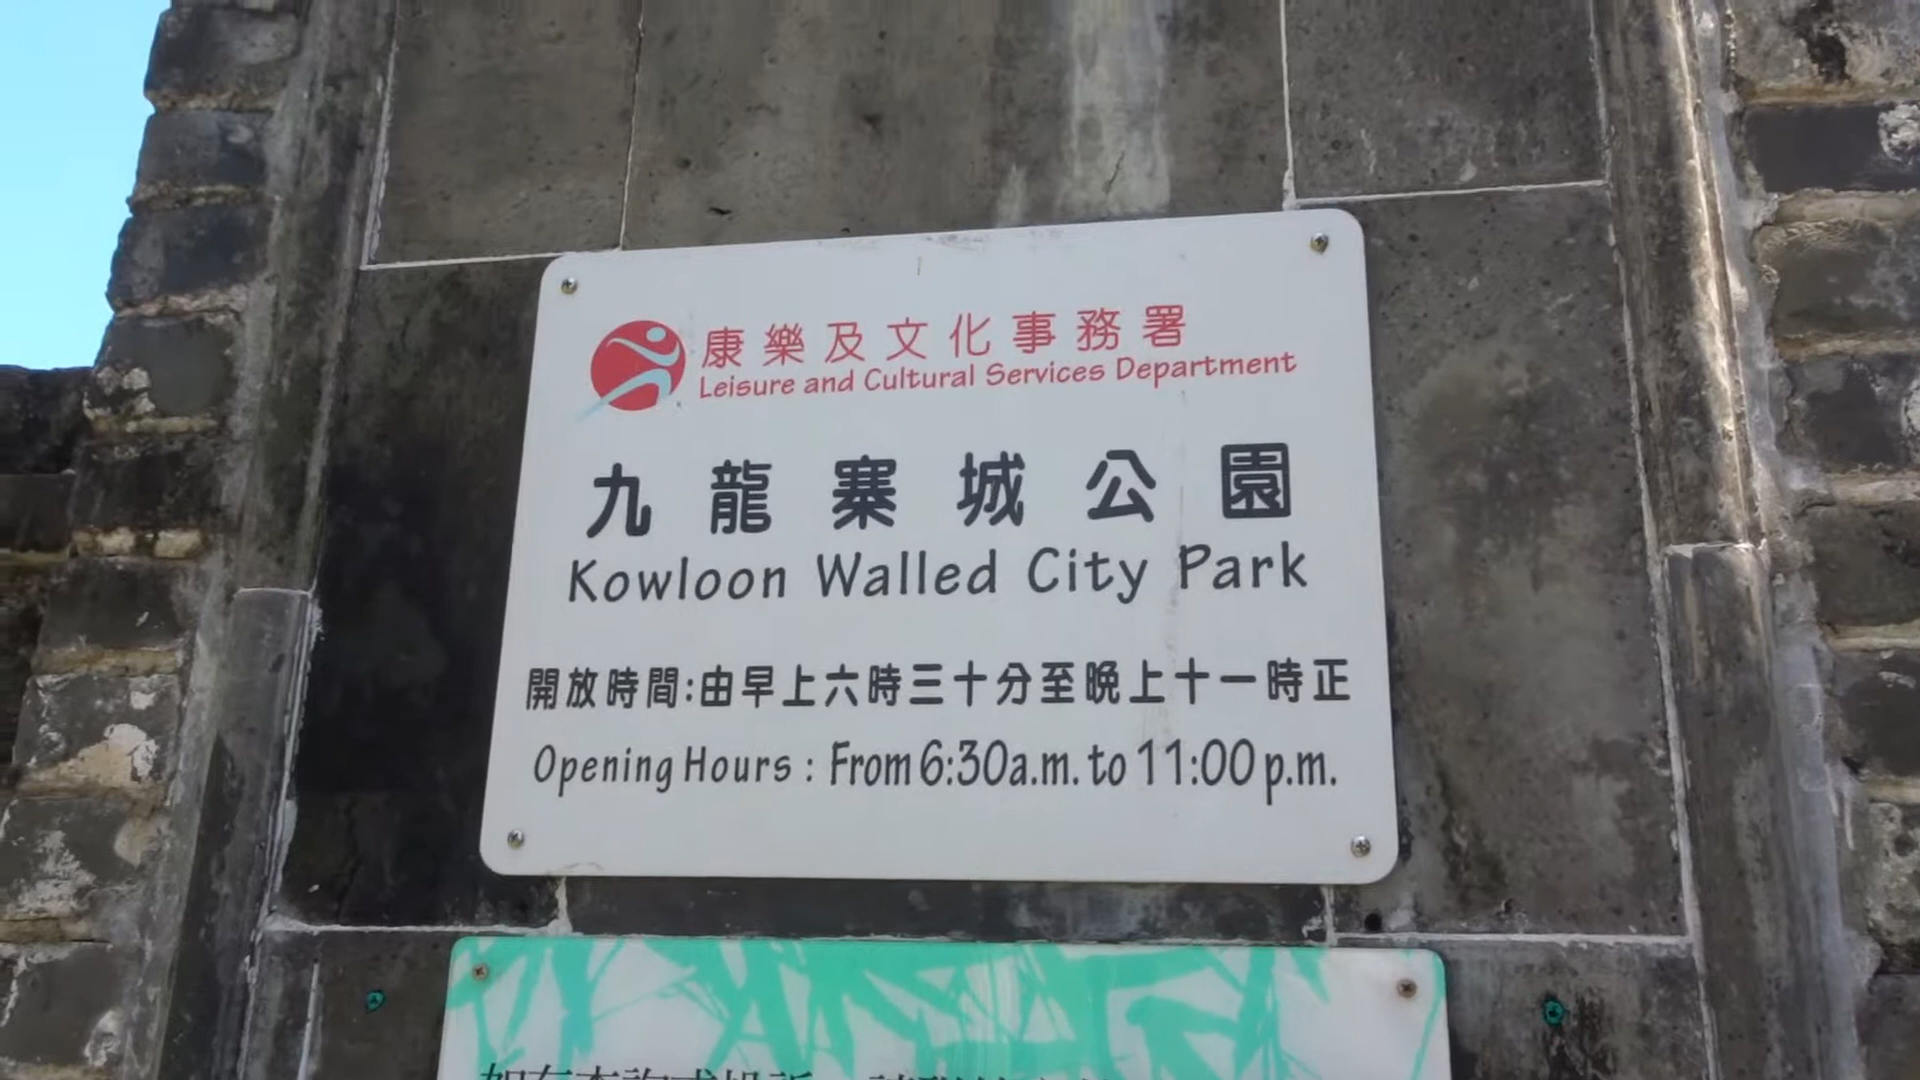 康樂及文化事務署
Leisure and Cultural Services Department
九龍寨城公園
Kowloon Walled City Park
開放時間:由早上六時三十分至晚上十一時正
Opening Hours : From 6:30a.m. to 11:00 p.m.